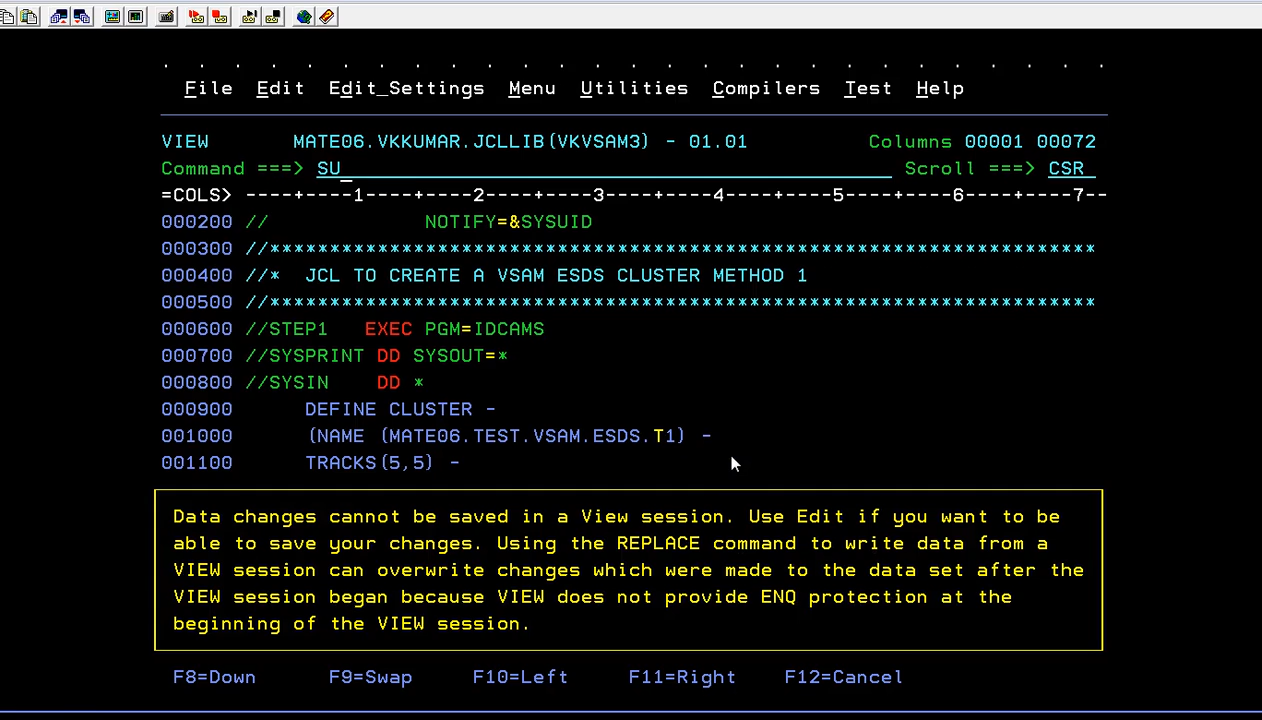 File  Edit  Edit_Settings  Menu  Utilities  Compilers  Test  Help
VIEW       MATE06.VKKUMAR.JCLLIB(VKVSAM3) - 01.01          Columns 00001 00072
Command ===> SU                                               Scroll ===> CSR
=COLS> ----+----1----+----2----+----3----+----4----+----5----+----6----+----7--
000200 //             NOTIFY=&SYSUID
000300 //*********************************************************************
000400 //*  JCL TO CREATE A VSAM ESDS CLUSTER METHOD 1
000500 //*********************************************************************
000600 //STEP1   EXEC PGM=IDCAMS
000700 //SYSPRINT DD SYSOUT=*
000800 //SYSIN    DD *
000900      DEFINE CLUSTER -
001000      (NAME (MATE06.TEST.VSAM.ESDS.T1) -
001100      TRACKS(5,5) -
Data changes cannot be saved in a View session. Use Edit if you want to be
able to save your changes. Using the REPLACE command to write data from a
VIEW session can overwrite changes which were made to the data set after the
VIEW session began because VIEW does not provide ENQ protection at the
beginning of the VIEW session.
F8=Down      F9=Swap     F10=Left     F11=Right    F12=Cancel